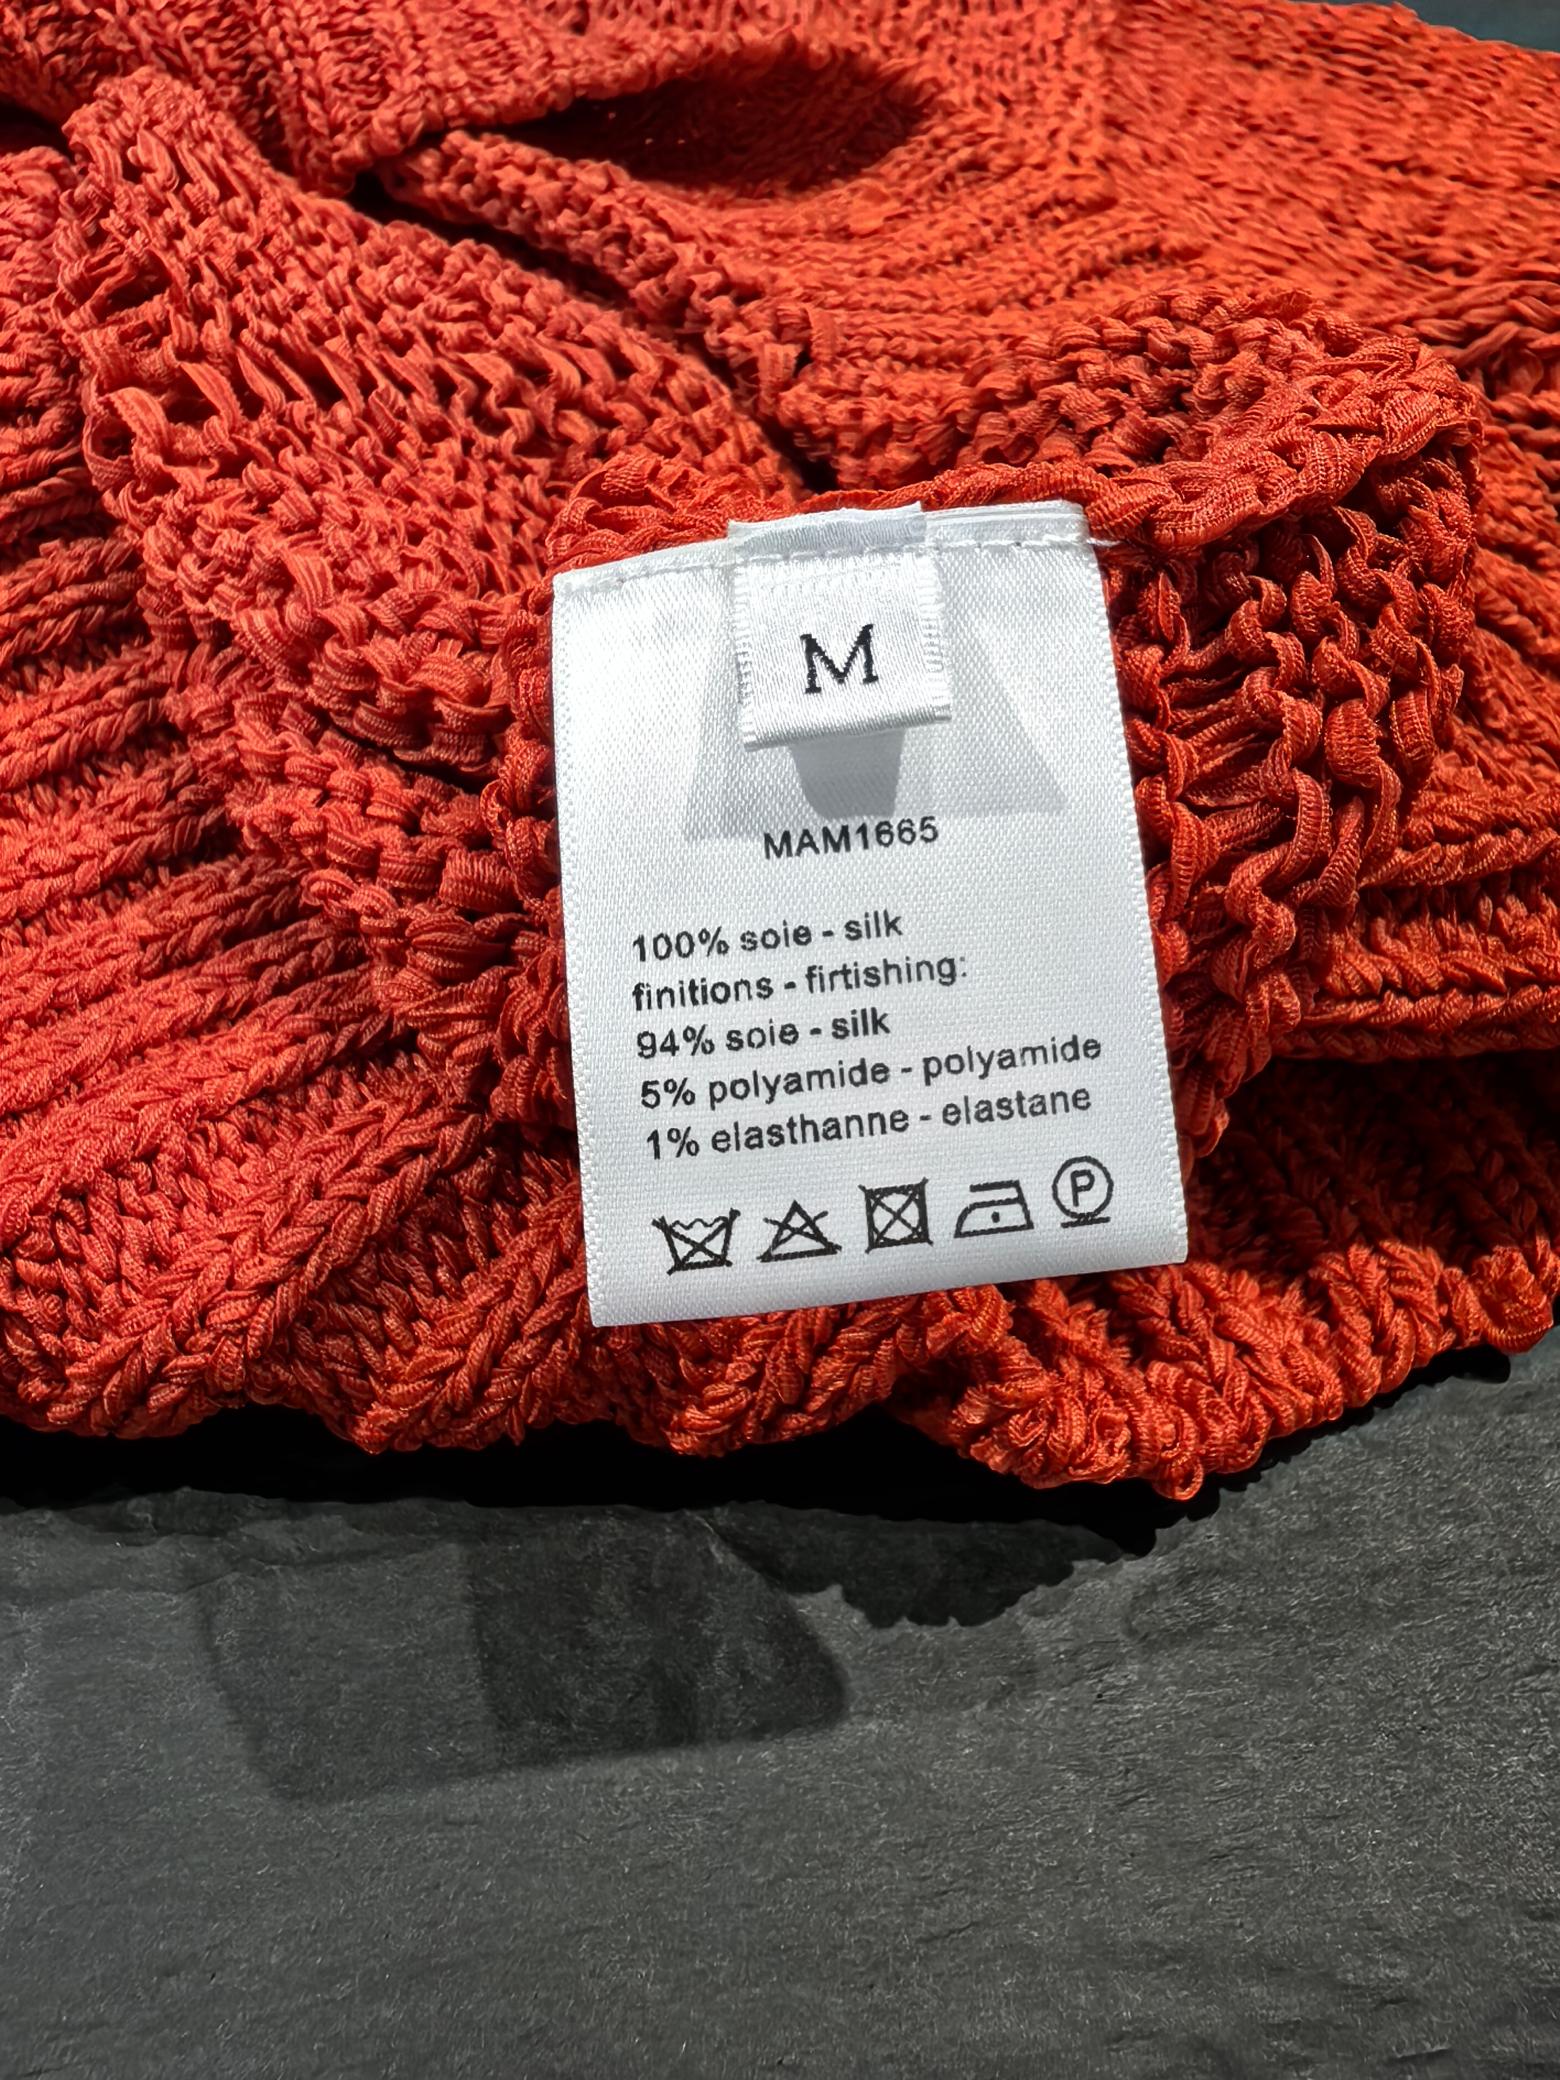 M
MAM1665
100% soie - silk
finitions - firtishing:
94% soie - silk
5% polyamide - polyamide
1% elasthanne - elastane
P